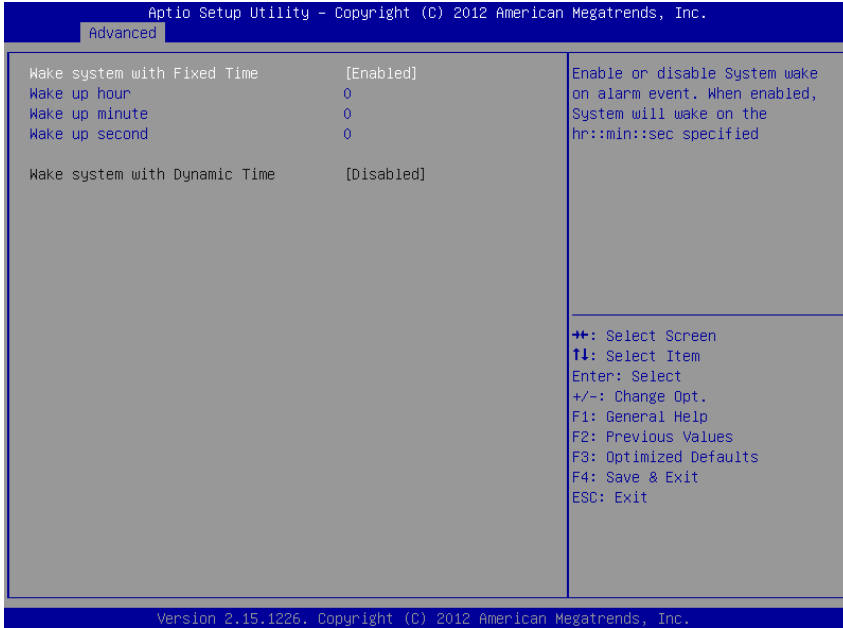 Aptio Setup Utility – Copyright (C) 2012 American Megatrends, Inc.
Advanced
Wake system with Fixed Time [Enabled]
Wake up hour 0
Wake up minute 0
Wake up second 0
Wake system with Dynamic Time [Disabled]
Enable or disable System wake
on alarm event. When enabled,
System will wake on the
hr::min::sec specified
→←: Select Screen
↑↓: Select Item
Enter: Select
+/-: Change Opt.
F1: General Help
F2: Previous Values
F3: Optimized Defaults
F4: Save & Exit
ESC: Exit
Version 2.15.1226. Copyright (C) 2012 American Megatrends, Inc.